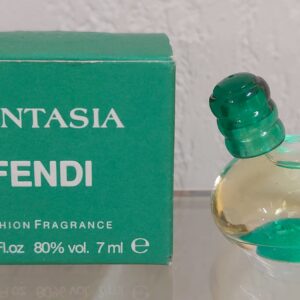 NTASIA
FENDI
HION FRAGRANCE
fl.oz 80% vol. 7 ml e